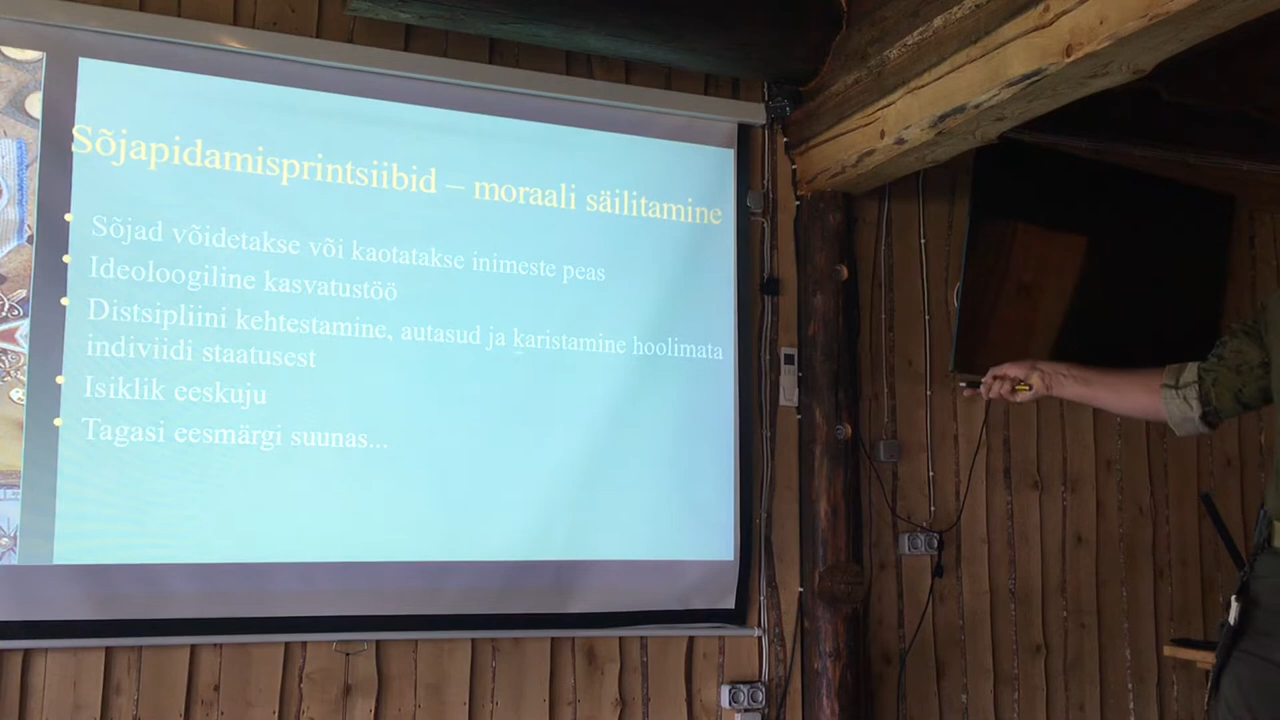 Sõjapidamisprintsiibid – moraali säilitamine
• Sõjad võidetakse või kaotatakse inimeste peas
• Ideoloogiline kasvatustöö
• Distsipliini kehtestamine, autasud ja karistamine hoolimata
indiviidi staatusest
• Isiklik eeskuju
• Tagasi eesmärgi suunas...